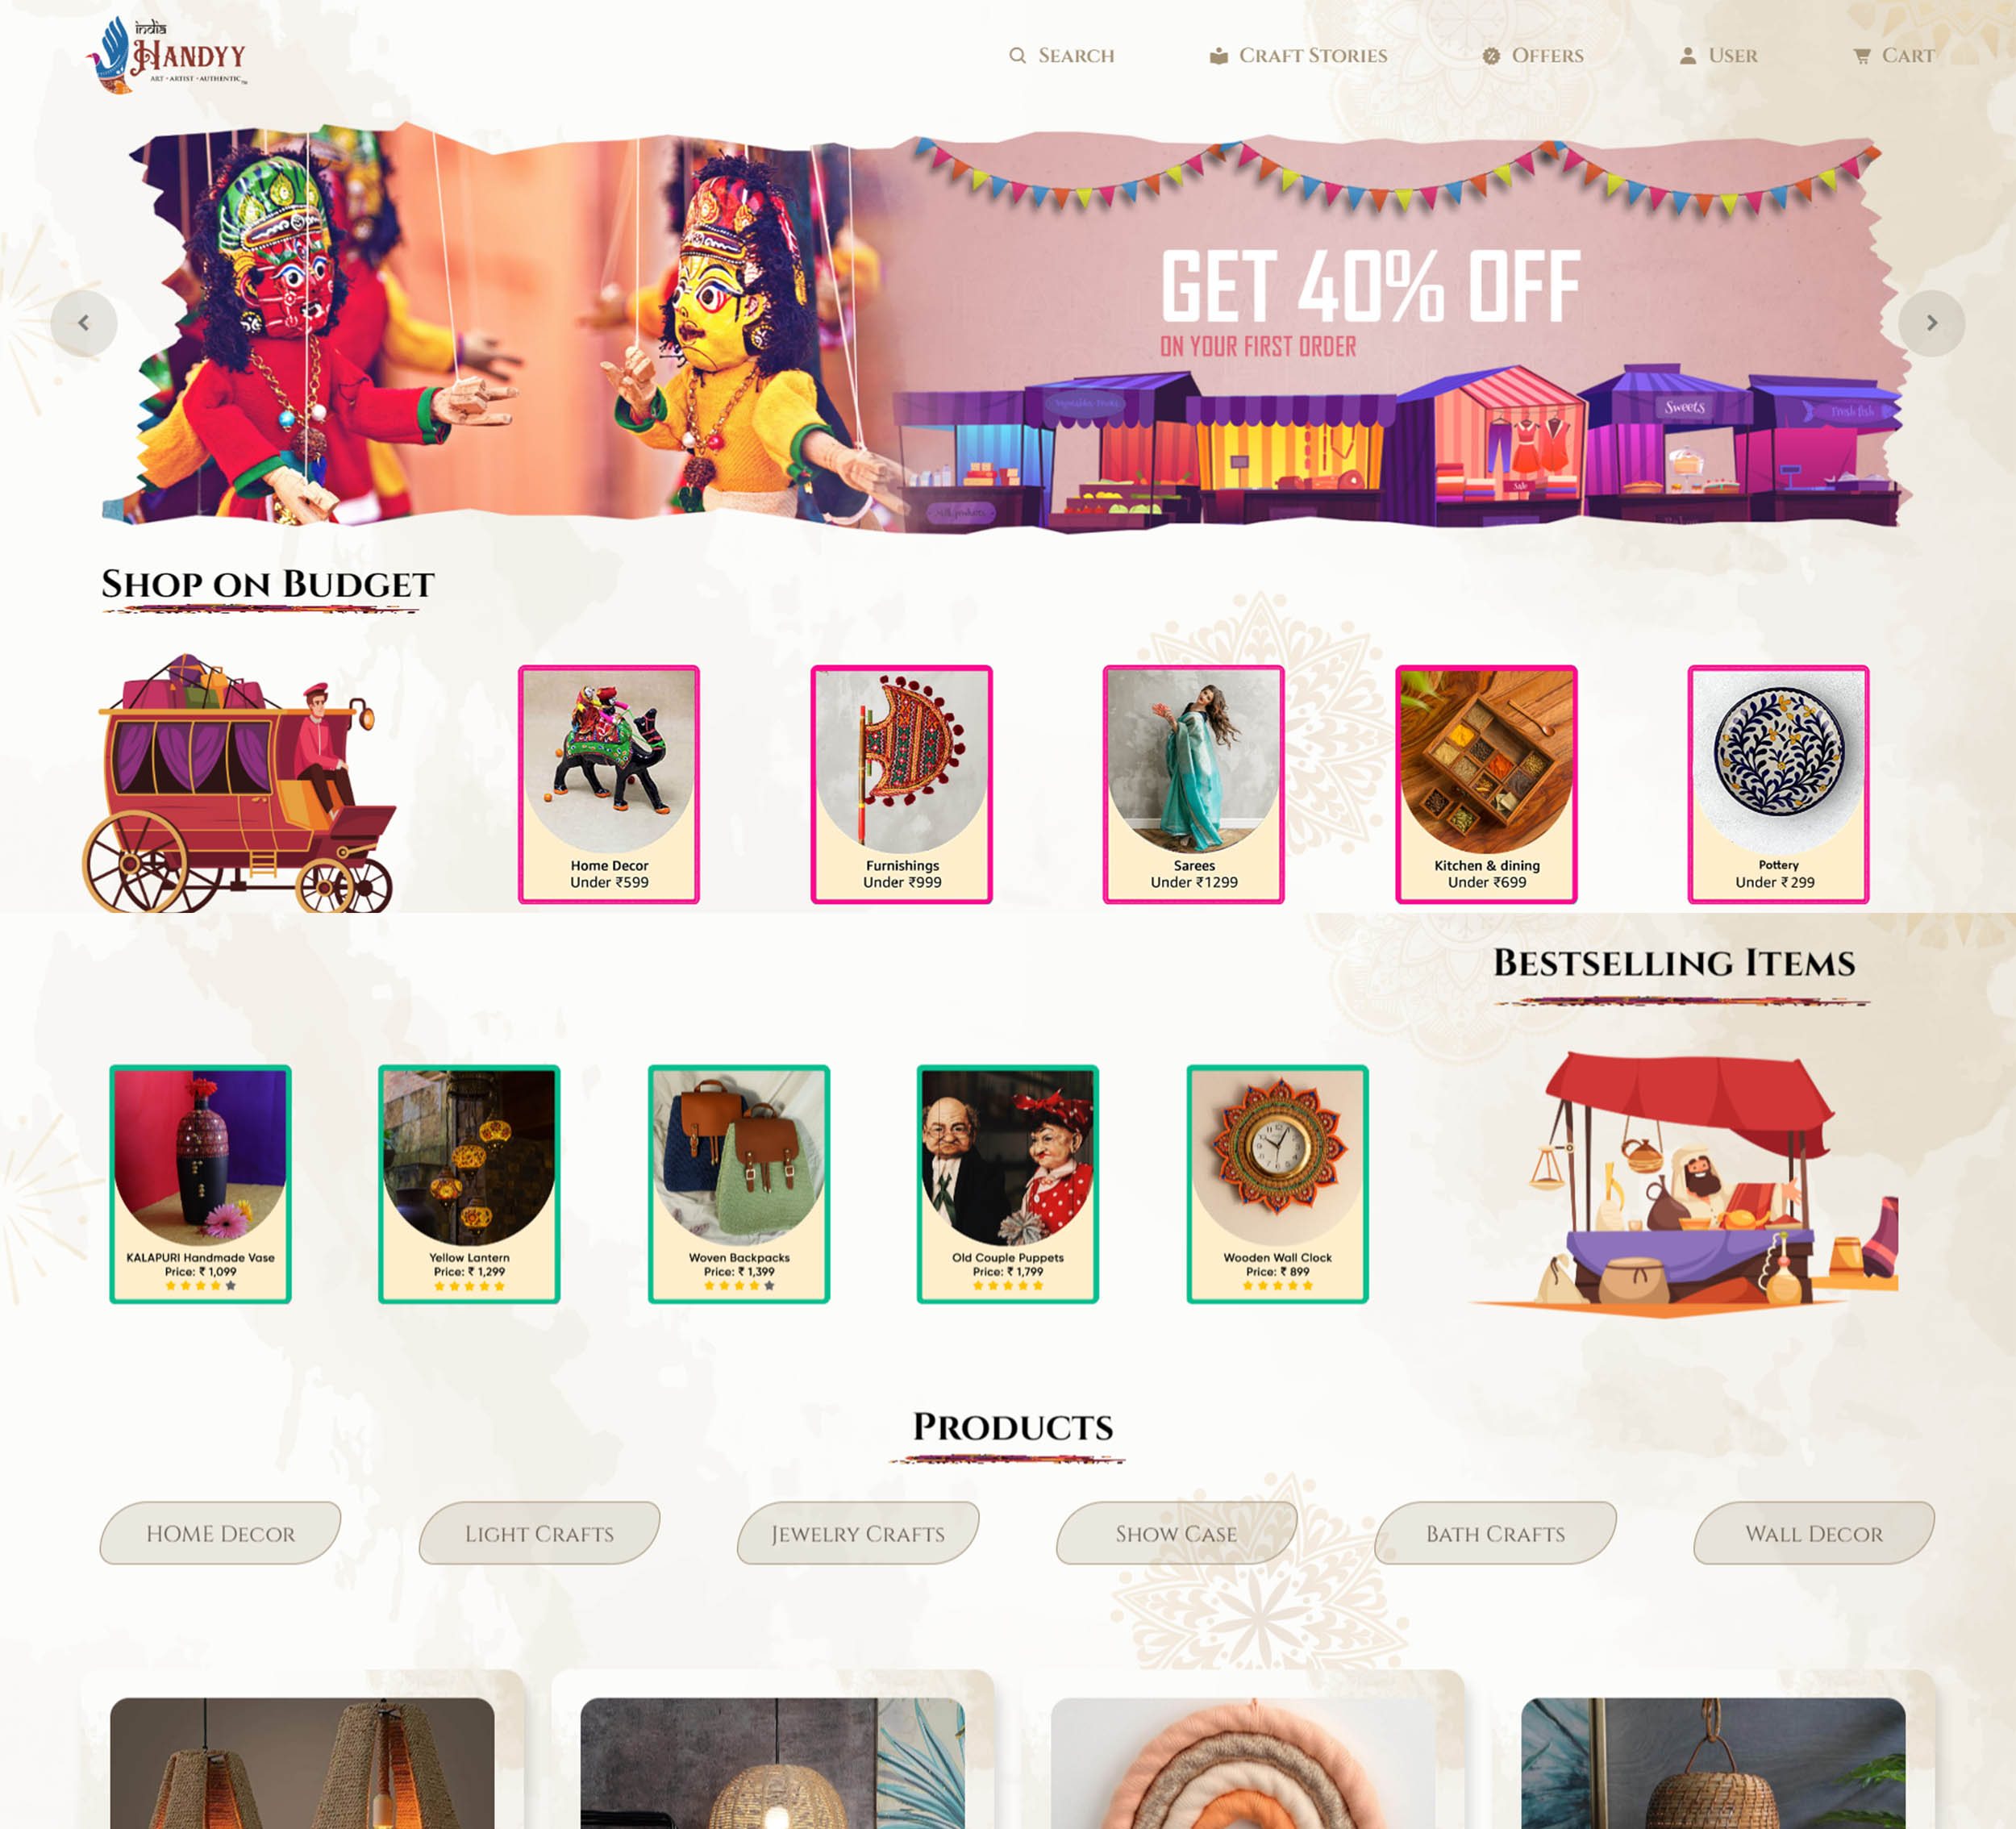 india
HANDYY
ART • ARTIST • AUTHENTIC
SEARCH
CRAFT STORIES
OFFERS
USER
CART
GET 40% OFF
ON YOUR FIRST ORDER
Sweets
Fresh fish
Sale
SHOP ON BUDGET
Home Decor
Under ₹599
Furnishings
Under ₹999
Sarees
Under ₹1299
Kitchen & dining
Under ₹699
Pottery
Under ₹299
BESTSELLING ITEMS
KALAPURI Handmade Vase
Price: ₹ 1,099
Yellow Lantern
Price: ₹ 1,299
Woven Backpacks
Price: ₹ 1,399
Old Couple Puppets
Price: ₹ 1,799
Wooden Wall Clock
Price: ₹ 899
PRODUCTS
HOME DECOR
LIGHT CRAFTS
JEWELRY CRAFTS
SHOW CASE
BATH CRAFTS
WALL DECOR